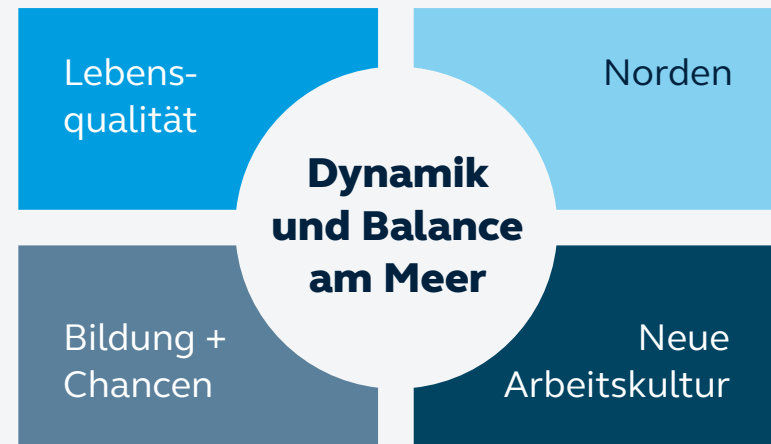 Lebens-
qualität
Norden
Dynamik
und Balance
am Meer
Bildung +
Chancen
Neue
Arbeitskultur